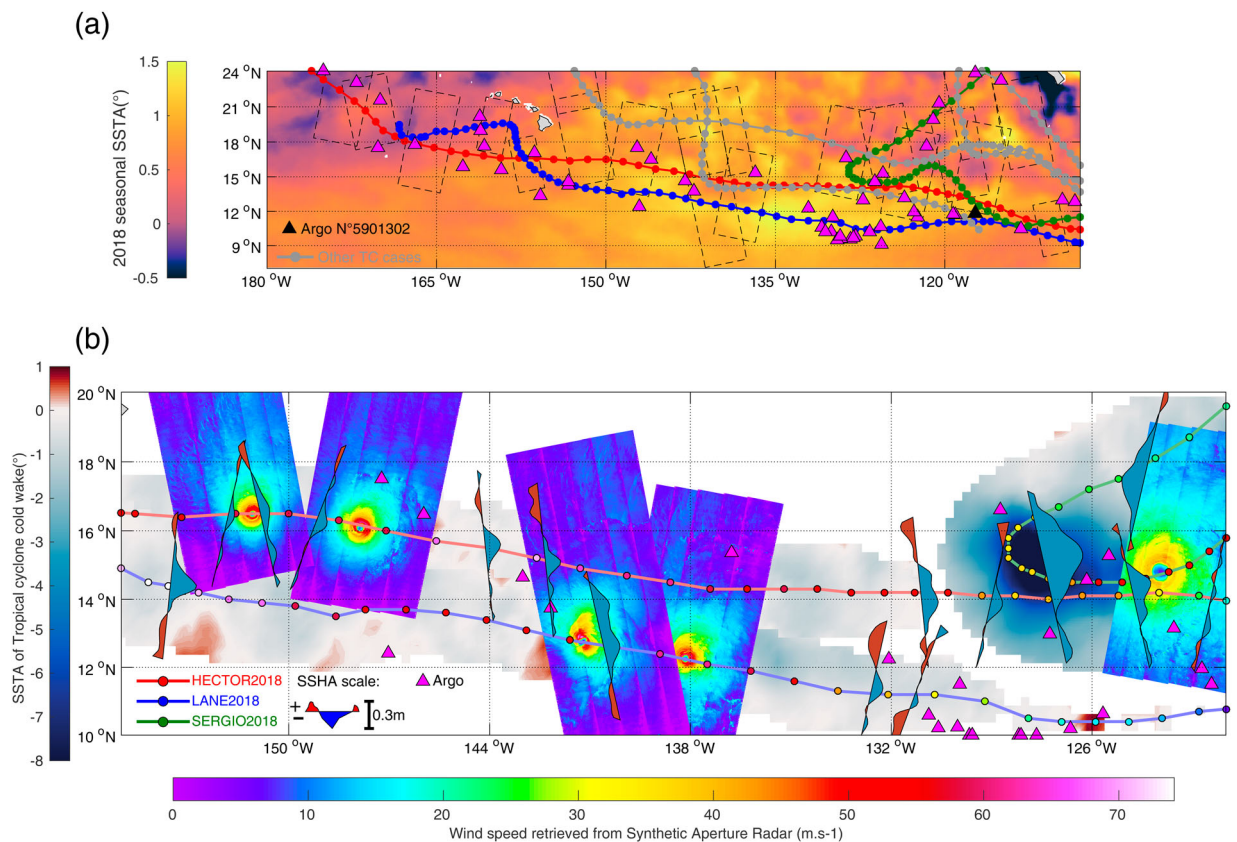 (a)
2018 seasonal SSTA(°)
1.5
1
0.5
0
-0.5
24 °N
21 °N
18 °N
15 °N
12 °N
9 °N
Argo N°5901302
Other TC cases
180 °W
165 °W
150 °W
135 °W
120 °W
(b)
SSTA of Tropical cyclone cold wake(°)
1
0
-1
-2
-3
-4
-5
-6
-7
-8
20 °N
18 °N
16 °N
14 °N
12 °N
10 °N
HECTOR2018
LANE2018
SERGIO2018
SSHA scale:
+
−
0.3m
Argo
150 °W
144 °W
138 °W
132 °W
126 °W
0
10
20
30
40
50
60
70
Wind speed retrieved from Synthetic Aperture Radar (m.s-1)